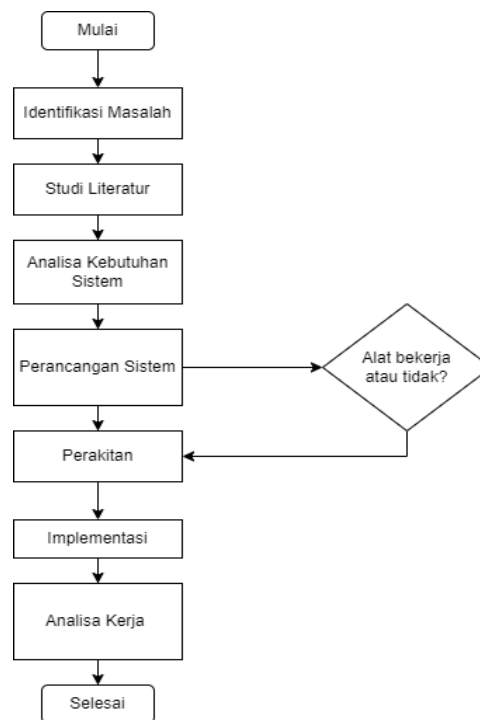 Mulai
Identifikasi Masalah
Studi Literatur
Analisa Kebutuhan
Sistem
Perancangan Sistem
Alat bekerja
atau tidak?
Perakitan
Implementasi
Analisa Kerja
Selesai